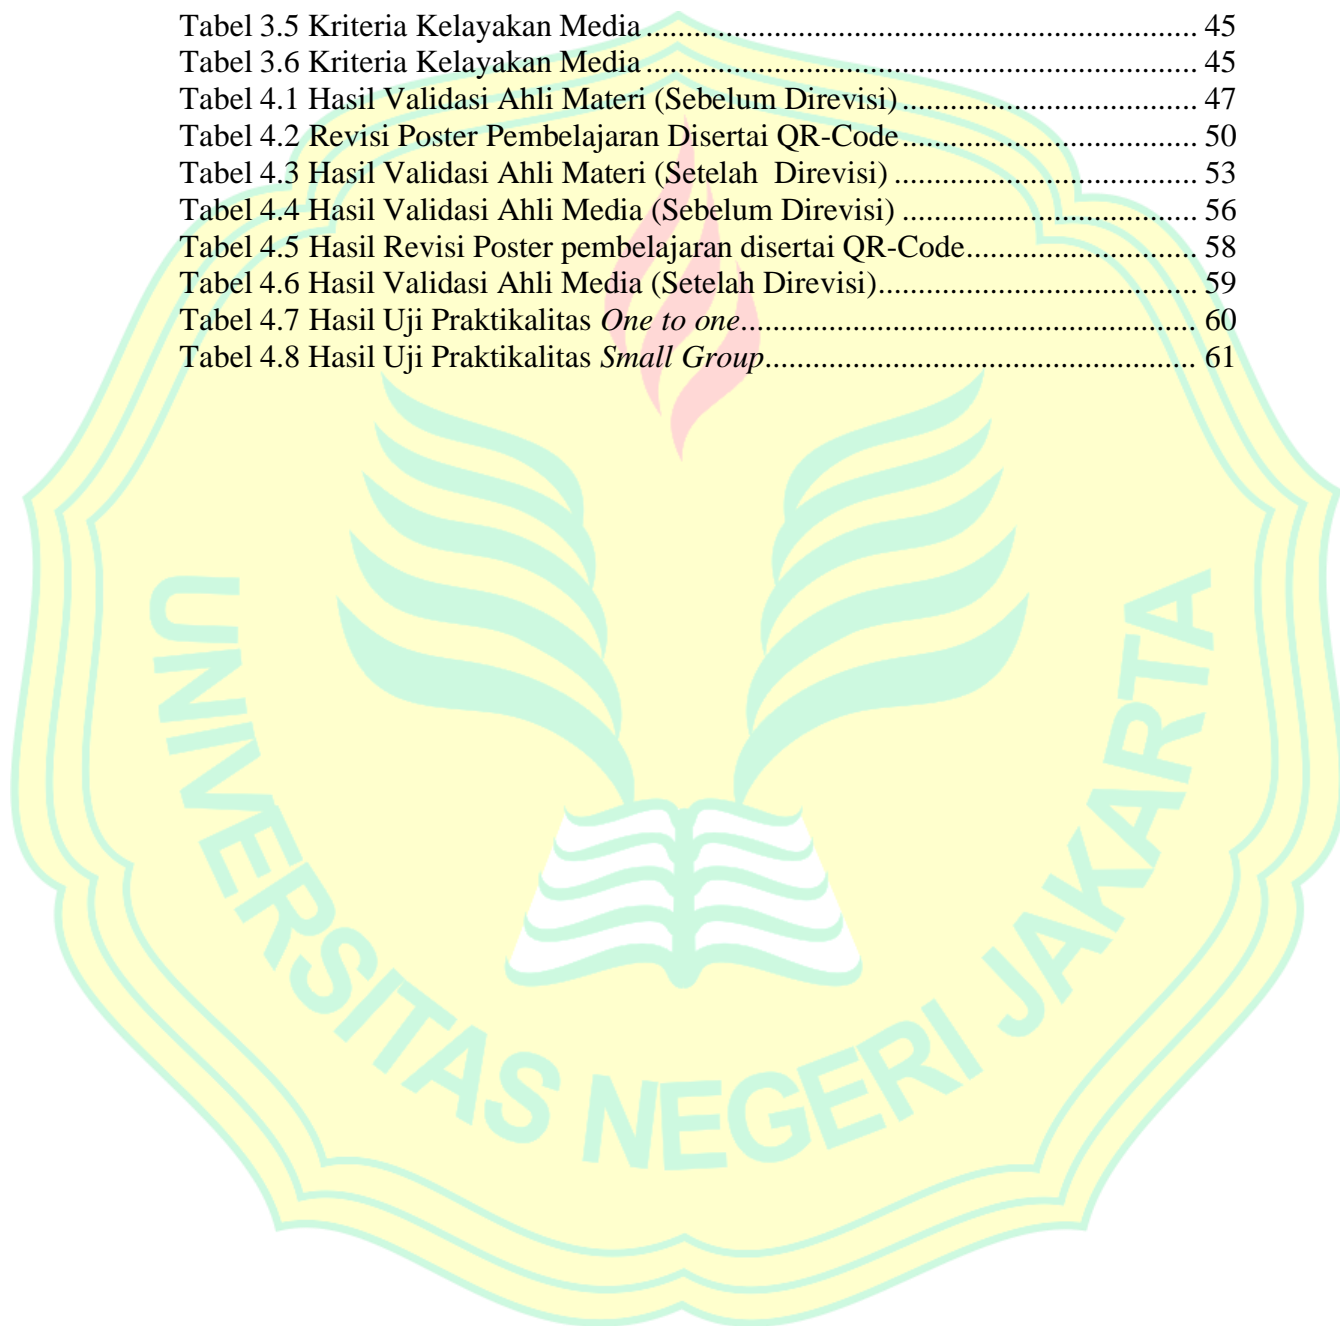 Tabel 3.5 Kriteria Kelayakan Media ...................................................................... 45
Tabel 3.6 Kriteria Kelayakan Media ...................................................................... 45
Tabel 4.1 Hasil Validasi Ahli Materi (Sebelum Direvisi) ..................................... 47
Tabel 4.2 Revisi Poster Pembelajaran Disertai QR-Code ..................................... 50
Tabel 4.3 Hasil Validasi Ahli Materi (Setelah  Direvisi) ...................................... 53
Tabel 4.4 Hasil Validasi Ahli Media (Sebelum Direvisi) ..................................... 56
Tabel 4.5 Hasil Revisi Poster pembelajaran disertai QR-Code............................. 58
Tabel 4.6 Hasil Validasi Ahli Media (Setelah Direvisi)........................................ 59
Tabel 4.7 Hasil Uji Praktikalitas One to one......................................................... 60
Tabel 4.8 Hasil Uji Praktikalitas Small Group...................................................... 61
UNIVERSITAS NEGERI JAKARTA